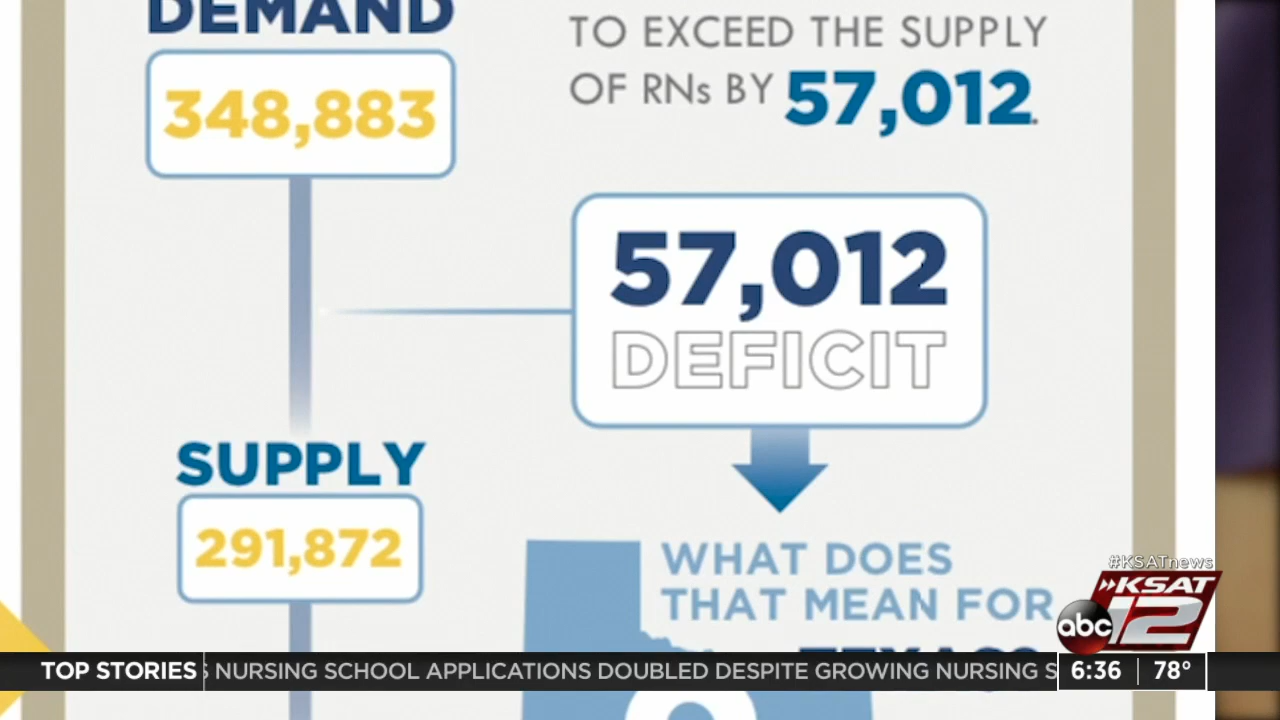 DEMAND
348,883
TO EXCEED THE SUPPLY
OF RNs BY 57,012.
57,012
DEFICIT
SUPPLY
291,872
WHAT DOES
THAT MEAN FOR
#KSATnews
»KSAT
abc 12
TOP STORIES NURSING SCHOOL APPLICATIONS DOUBLED DESPITE GROWING NURSING S 6:36 78°